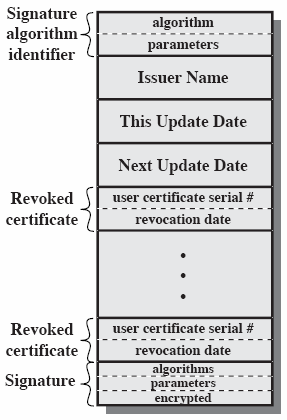 Signature
algorithm
identifier
algorithm
parameters
Issuer Name
This Update Date
Next Update Date
Revoked
certificate
user certificate serial #
revocation date
•
•
•
Revoked
certificate
user certificate serial #
revocation date
Signature
algorithms
parameters
encrypted